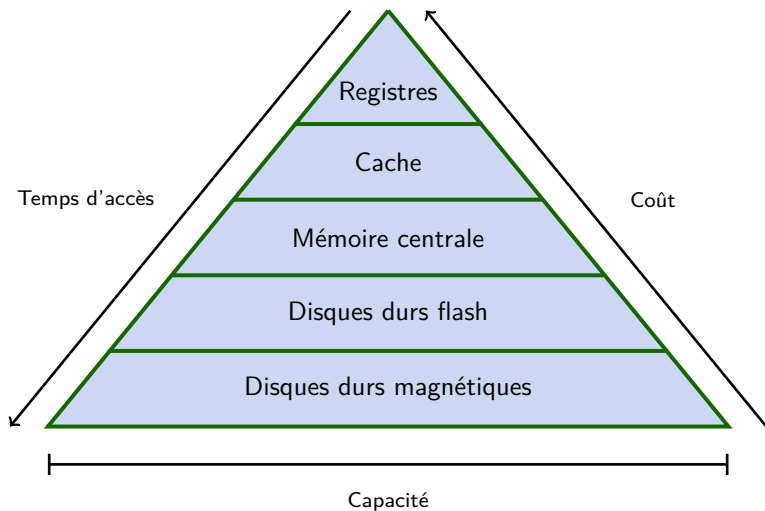 Registres
Cache
Temps d'accès
Coût
Mémoire centrale
Disques durs flash
Disques durs magnétiques
Capacité